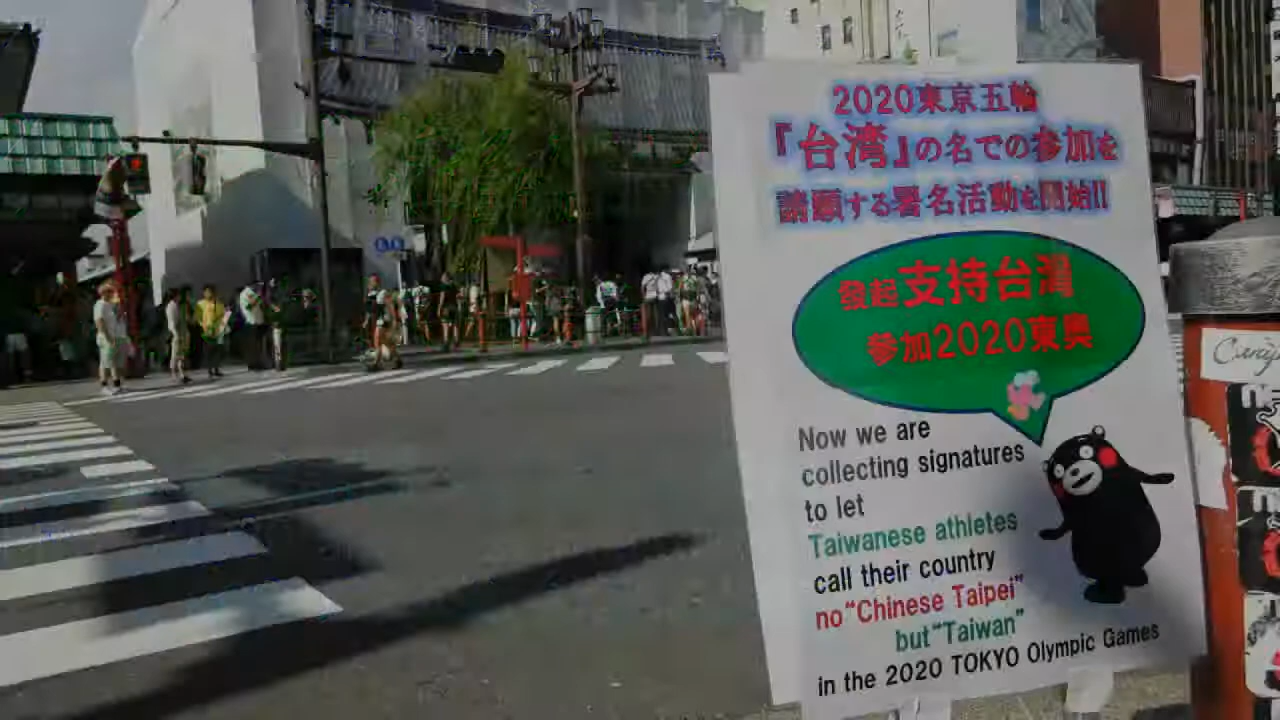 2020東京五輪
『台湾』の名での参加を
請願する署名活動を開始!!
發起支持台灣
參加2020東奧
Now we are
collecting signatures
to let
Taiwanese athletes
call their country
no“Chinese Taipei”
but“Taiwan”
in the 2020 TOKYO Olympic Games